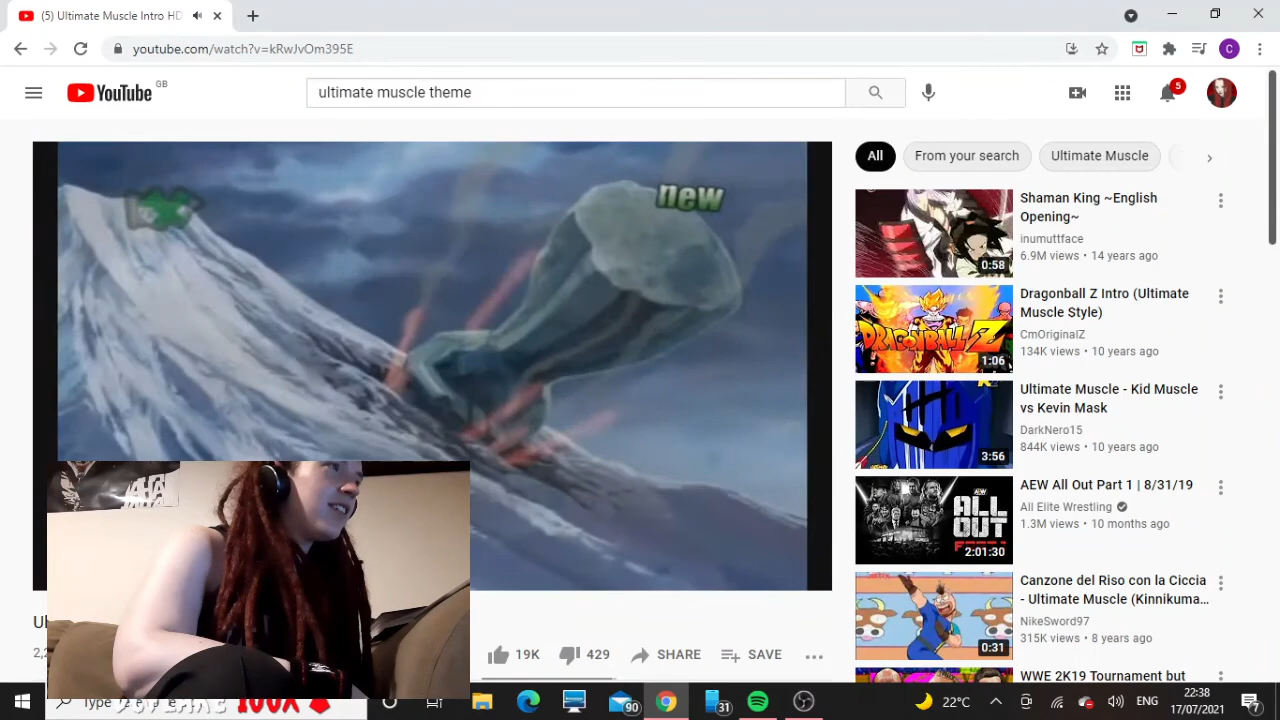 (5) Ultimate Muscle Intro HD
youtube.com/watch?v=kRwJvOm395E
YouTube GB
ultimate muscle theme
5
new
All
From your search
Ultimate Muscle
Shaman King ~English
Opening~
inumuttface
6.9M views • 14 years ago
0:58
Dragonball Z Intro (Ultimate
Muscle Style)
CmOriginalZ
134K views • 10 years ago
DRAGONBALL Z
1:06
Ultimate Muscle - Kid Muscle
vs Kevin Mask
DarkNero15
844K views • 10 years ago
3:56
AEW All Out Part 1 | 8/31/19
All Elite Wrestling
1.3M views • 10 months ago
AEW
ALL
OUT
2:01:30
Canzone del Riso con la Ciccia
- Ultimate Muscle (Kinnikuma...
NikeSword97
315K views • 8 years ago
0:31
19K
429
SHARE
SAVE
WWE 2K19 Tournament but
90
31
22°C
ENG
22:38
17/07/2021
7